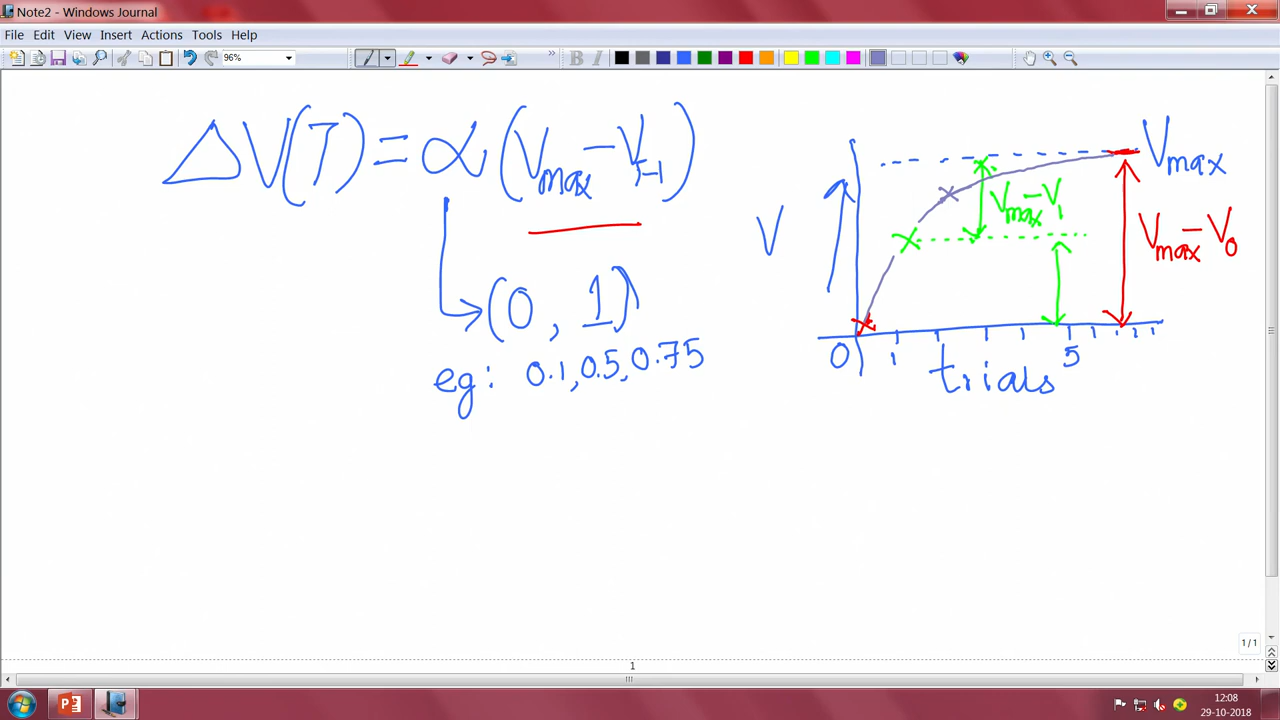 Note2 - Windows Journal
File Edit View Insert Actions Tools Help
96%
ΔV(T) = α(Vmax − VT-1)
(0, 1)
eg: 0.1, 0.5, 0.75
Vmax
Vmax − V1
V
Vmax − V0
0 1 5
trials
1/1
1
12:08
29-10-2018